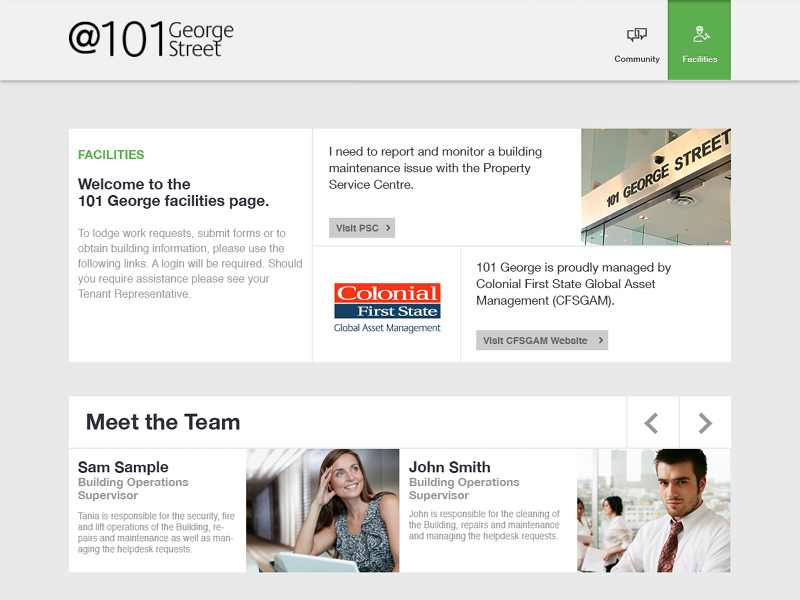 @101 George
Street
Community
Facilities
FACILITIES
Welcome to the
101 George facilities page.
To lodge work requests, submit forms or to
obtain building information, please use the
following links. A login will be required. Should
you require assistance please see your
Tenant Representative.
I need to report and monitor a building
maintenance issue with the Property
Service Centre.
Visit PSC
101 GEORGE STREET
Colonial
First State
Global Asset Management
101 George is proudly managed by
Colonial First State Global Asset
Management (CFSGAM).
Visit CFSGAM Website
Meet the Team
Sam Sample
Building Operations
Supervisor
Tania is responsible for the security, fire
and lift operations of the Building, re-
pairs and maintenance as well as man-
aging the helpdesk requests.
John Smith
Building Operations
Supervisor
John is responsible for the cleaning of
the Building, repairs and maintenance
and managing the helpdesk requests.